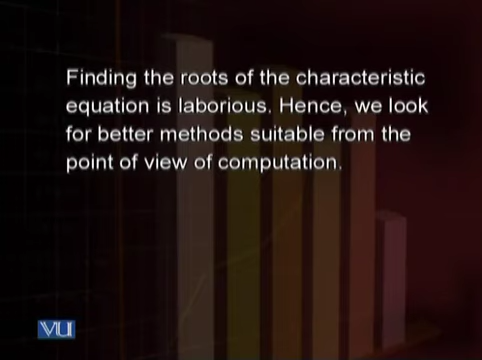 Finding the roots of the characteristic
equation is laborious. Hence, we look
for better methods suitable from the
point of view of computation.
VU